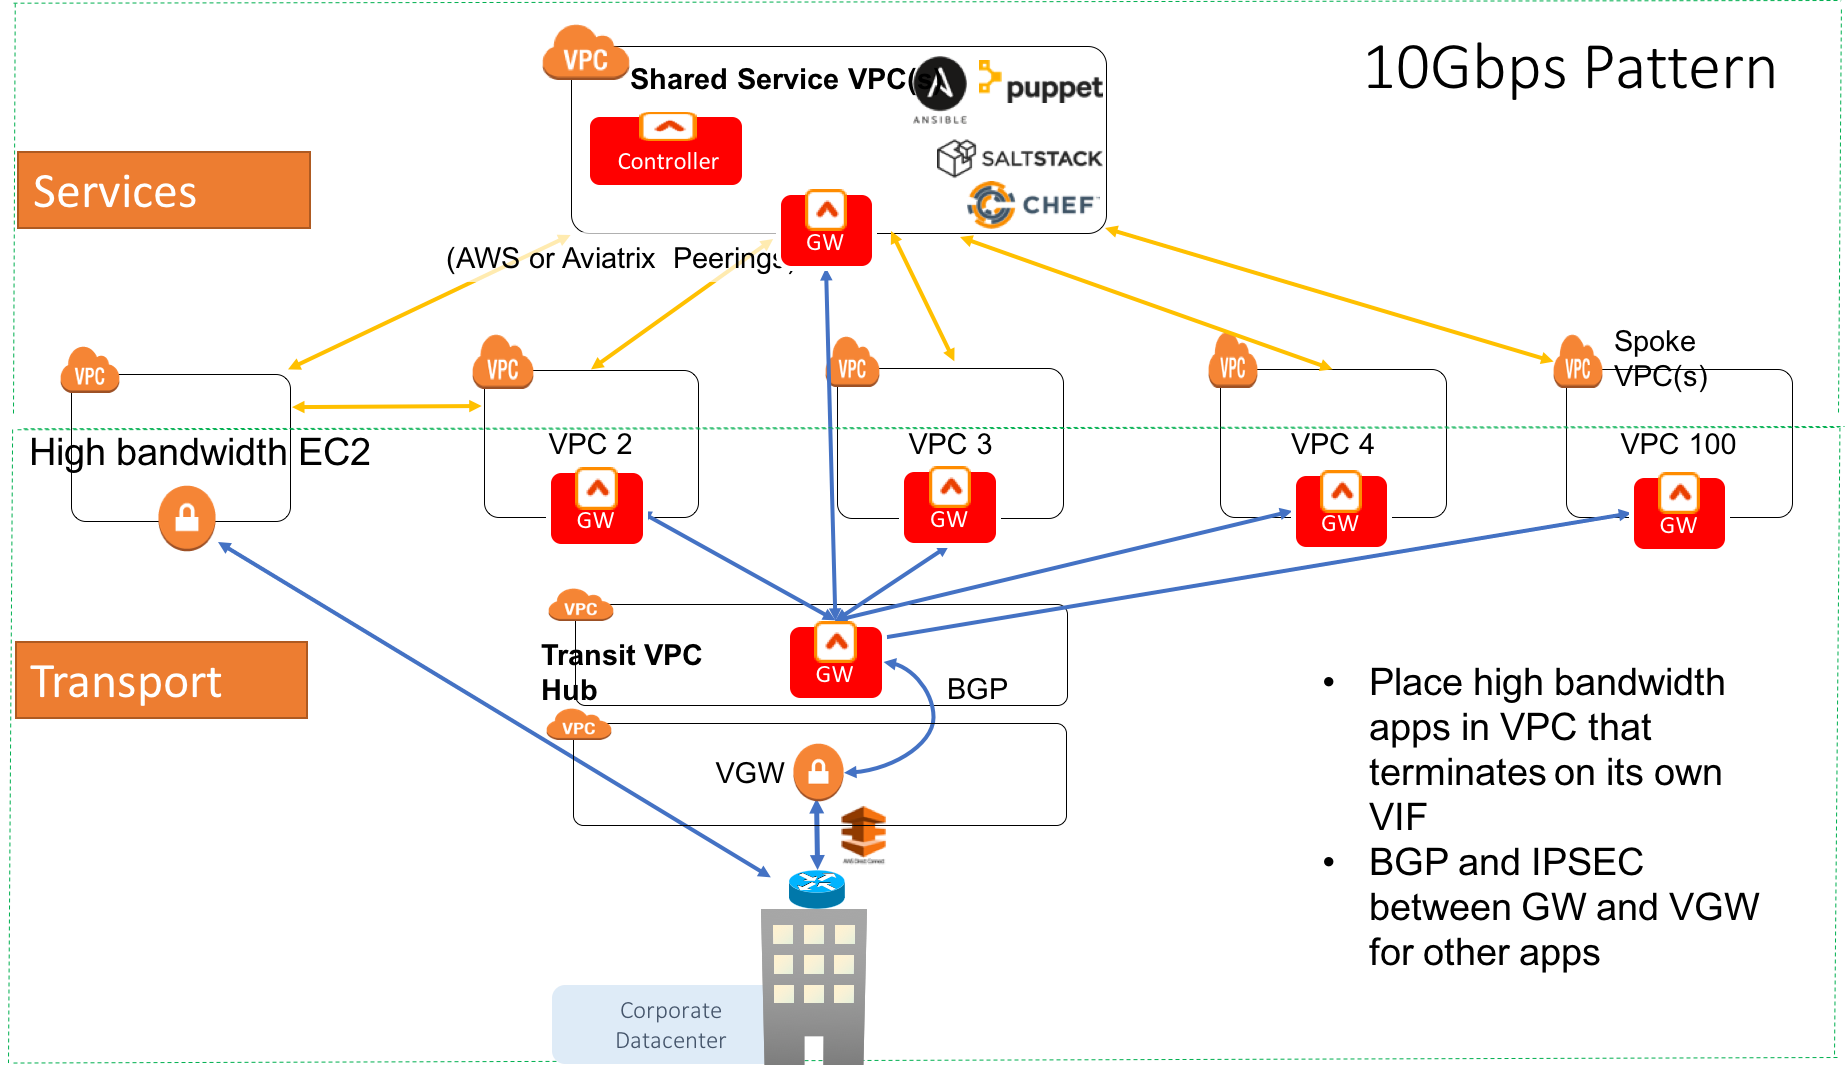 10Gbps Pattern
VPC
Shared Service VPC(s)
ANSIBLE
puppet
Controller
SALTSTACK
CHEF
Services
GW
(AWS or Aviatrix Peerings)
VPC
VPC
VPC
VPC
VPC
Spoke
VPC(s)
High bandwidth EC2
VPC 2
VPC 3
VPC 4
VPC 100
GW
GW
GW
GW
VPC
Transit VPC
Hub
GW
BGP
Transport
VPC
VGW
AWS Direct Connect
• Place high bandwidth
apps in VPC that
terminates on its own
VIF
• BGP and IPSEC
between GW and VGW
for other apps
Corporate
Datacenter